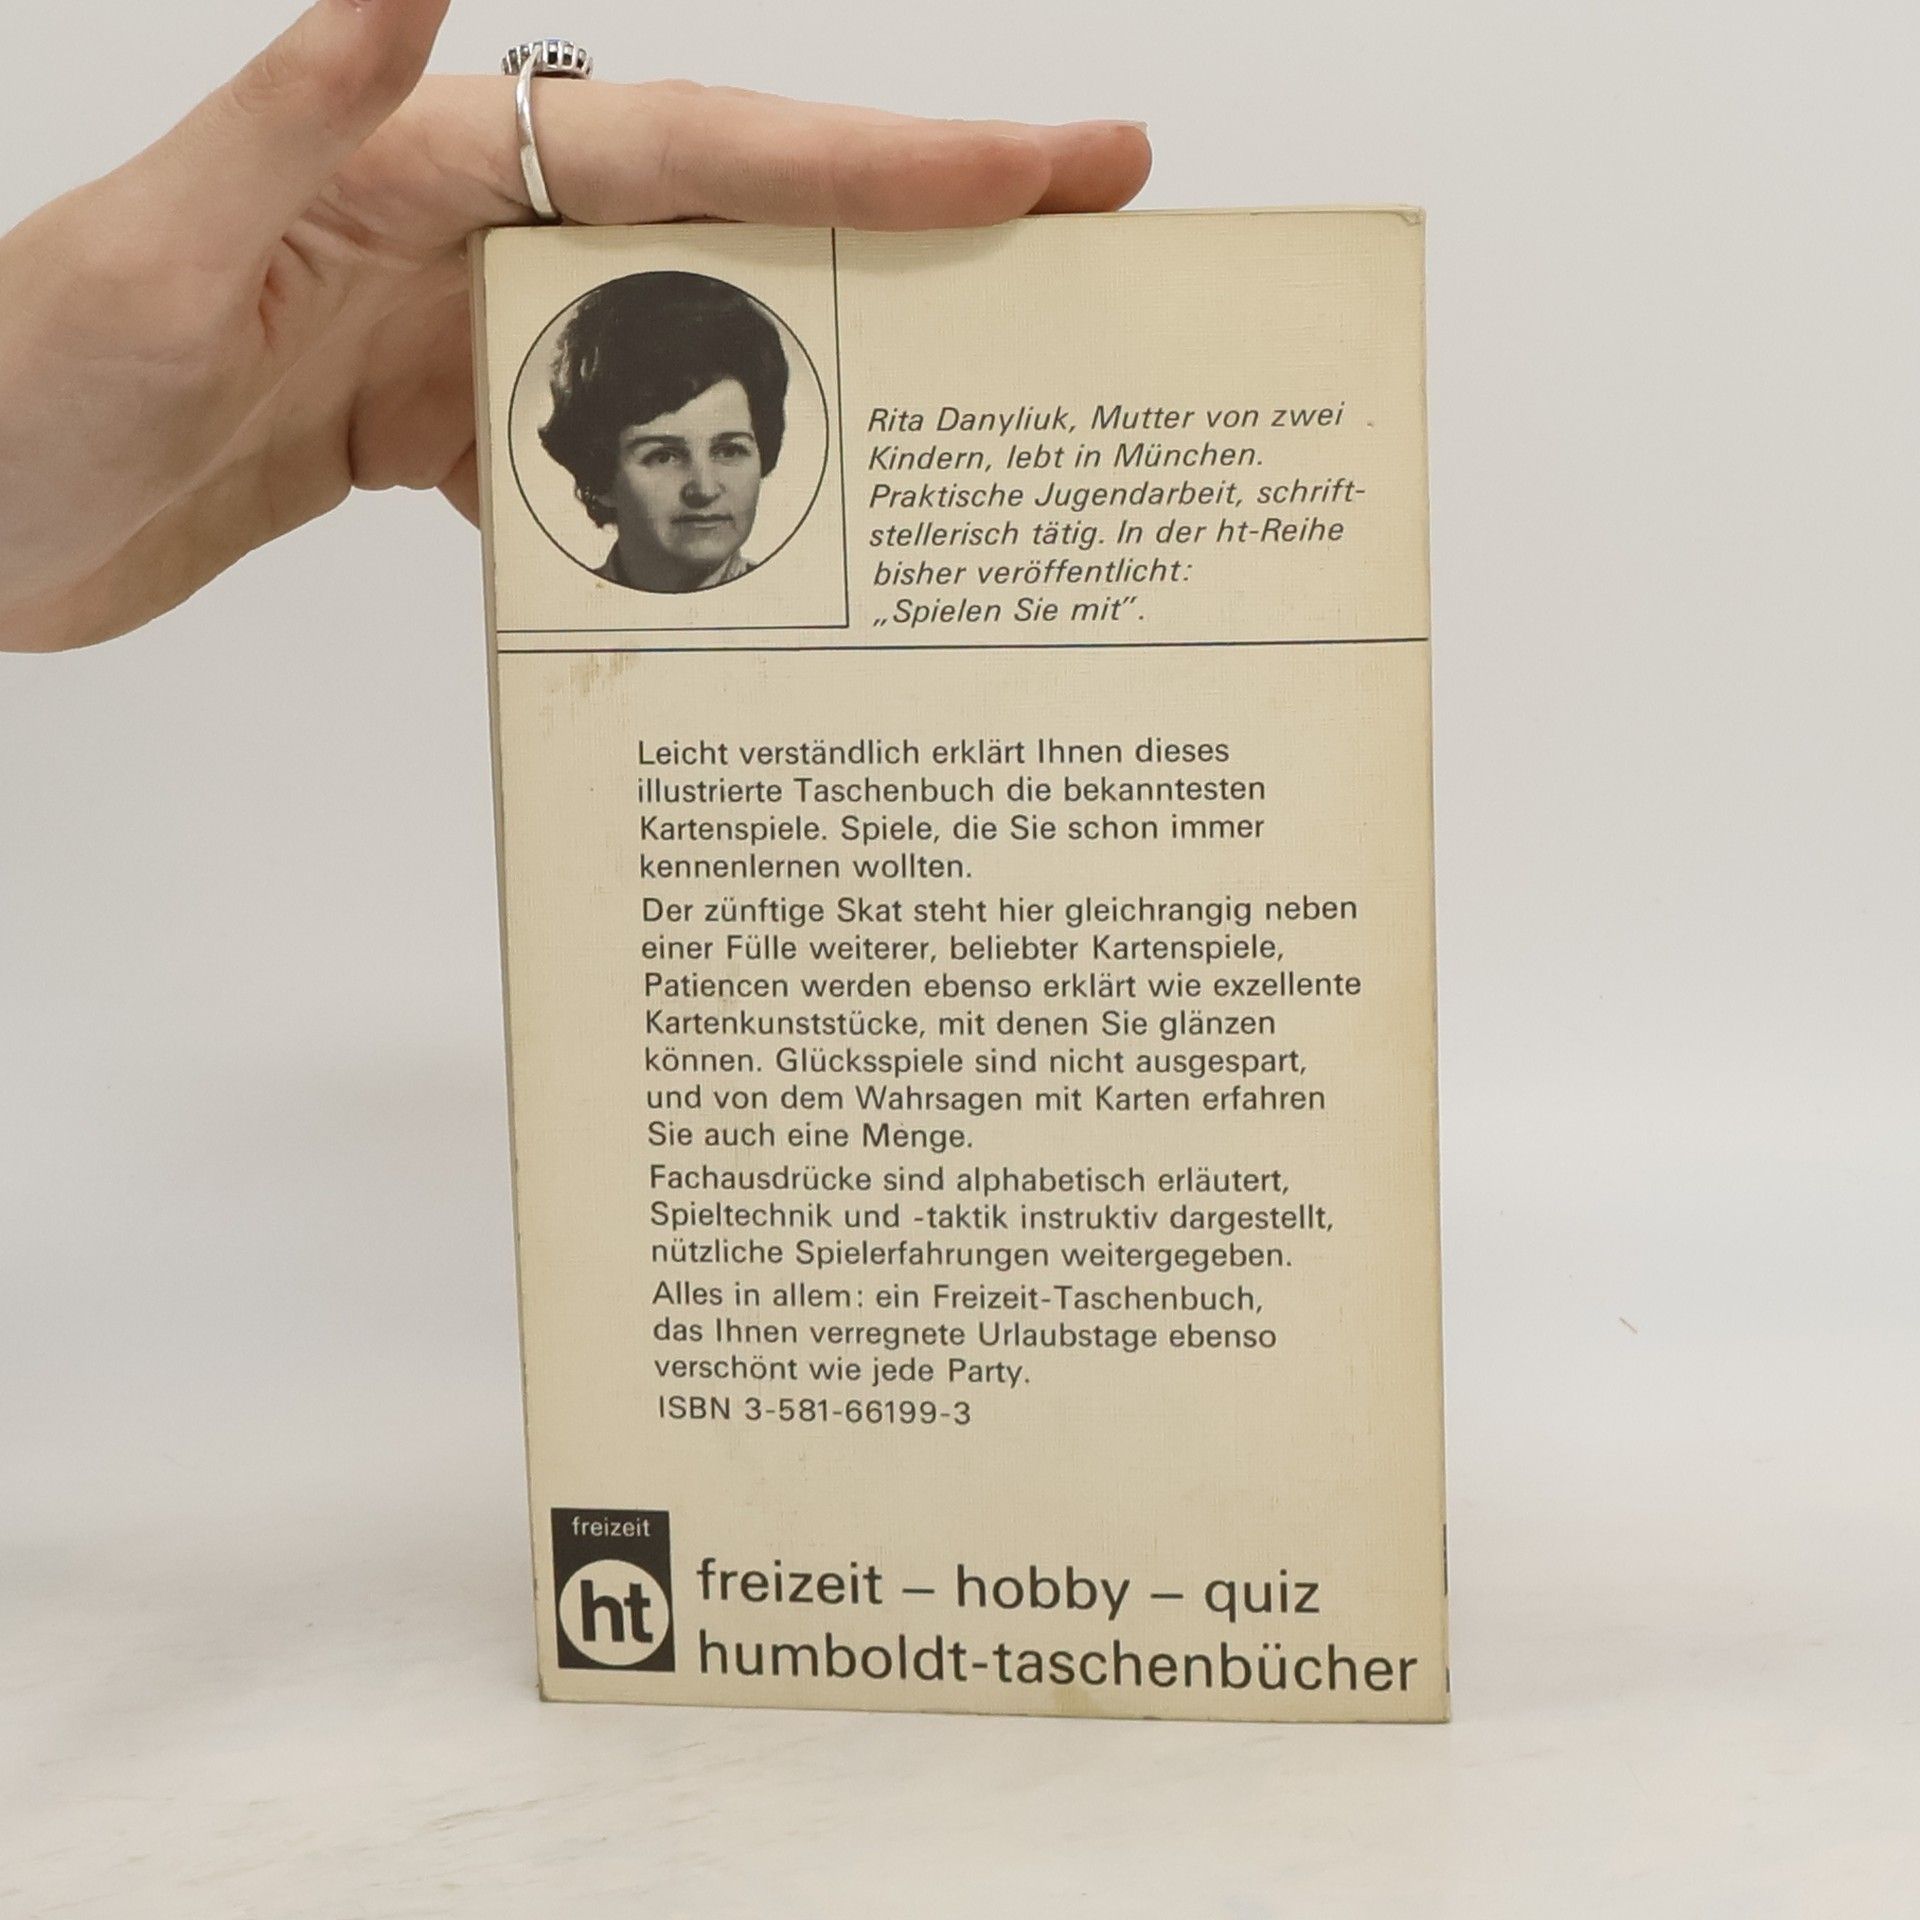 Rita Danyliuk, Mutter von zwei
Kindern, lebt in München.
Praktische Jugendarbeit, schrift-
stellerisch tätig. In der ht-Reihe
bisher veröffentlicht:
„Spielen Sie mit".
Leicht verständlich erklärt Ihnen dieses
illustrierte Taschenbuch die bekanntesten
Kartenspiele. Spiele, die Sie schon immer
kennenlernen wollten.
Der zünftige Skat steht hier gleichrangig neben
einer Fülle weiterer, beliebter Kartenspiele,
Patiencen werden ebenso erklärt wie exzellente
Kartenkunststücke, mit denen Sie glänzen
können. Glücksspiele sind nicht ausgespart,
und von dem Wahrsagen mit Karten erfahren
Sie auch eine Menge.
Fachausdrücke sind alphabetisch erläutert,
Spieltechnik und -taktik instruktiv dargestellt,
nützliche Spielerfahrungen weitergegeben.
Alles in allem: ein Freizeit-Taschenbuch,
das Ihnen verregnete Urlaubstage ebenso
verschönt wie jede Party.
ISBN 3-581-66199-3
freizeit
ht
freizeit – hobby – quiz
humboldt-taschenbücher